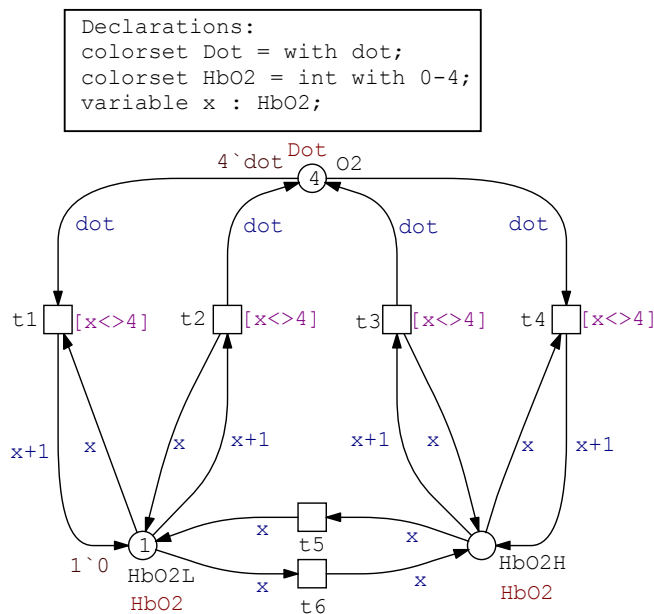 Declarations:
colorset Dot = with dot;
colorset HbO2 = int with 0-4;
variable x : HbO2;
Dot
4`dot
4
O2
dot
dot
dot
dot
t1
[x<>4]
t2
[x<>4]
t3
[x<>4]
t4
[x<>4]
x+1
x
x
x+1
x+1
x
x
x+1
1`0
1
HbO2L
HbO2
x
t5
x
x
t6
x
HbO2H
HbO2